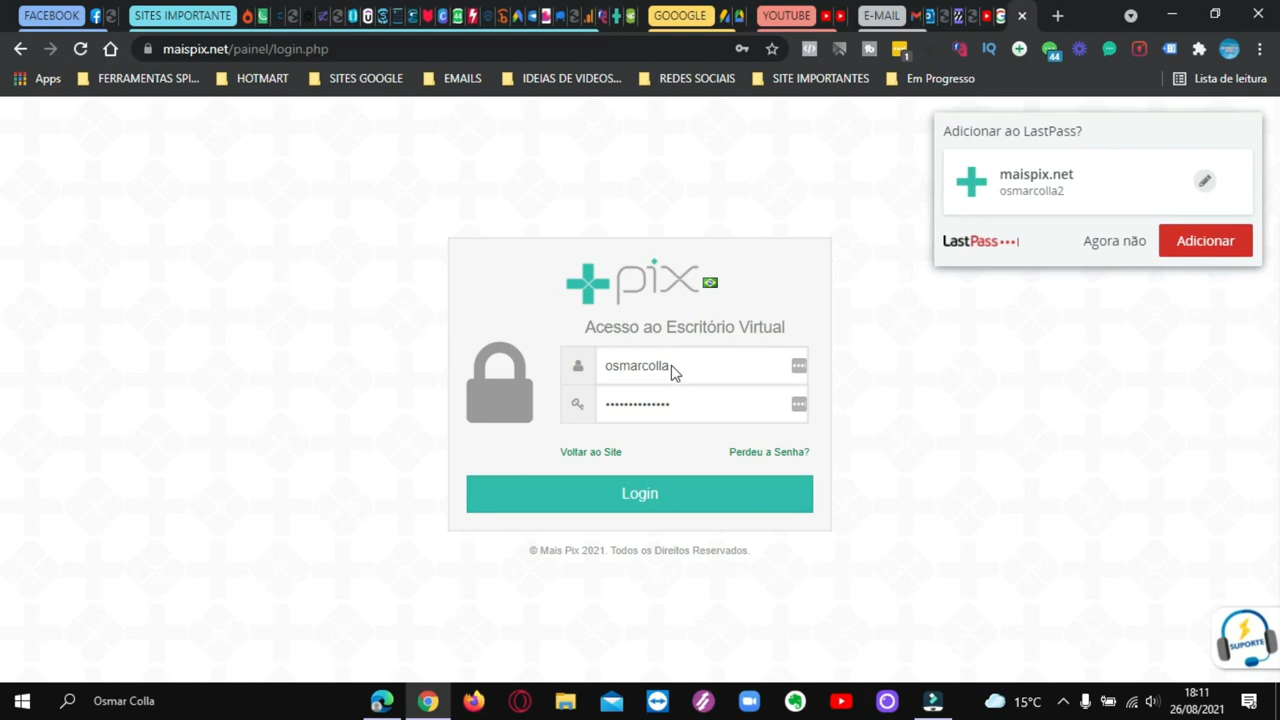 FACEBOOK
SITES IMPORTANTE
GOOOGLE
YOUTUBE
E-MAIL
maispix.net/painel/login.php
1
IQ
44
Apps
FERRAMENTAS SPI...
HOTMART
SITES GOOGLE
EMAILS
IDEIAS DE VIDEOS...
REDES SOCIAIS
SITE IMPORTANTES
Em Progresso
Lista de leitura
Adicionar ao LastPass?
maispix.net
osmarcolla2
LastPass
Agora não
Adicionar
pix
Acesso ao Escritório Virtual
osmarcolla
••••••••••••••
Voltar ao Site
Perdeu a Senha?
Login
© Mais Pix 2021. Todos os Direitos Reservados.
SUPORTE
Osmar Colla
15°C
18:11
26/08/2021